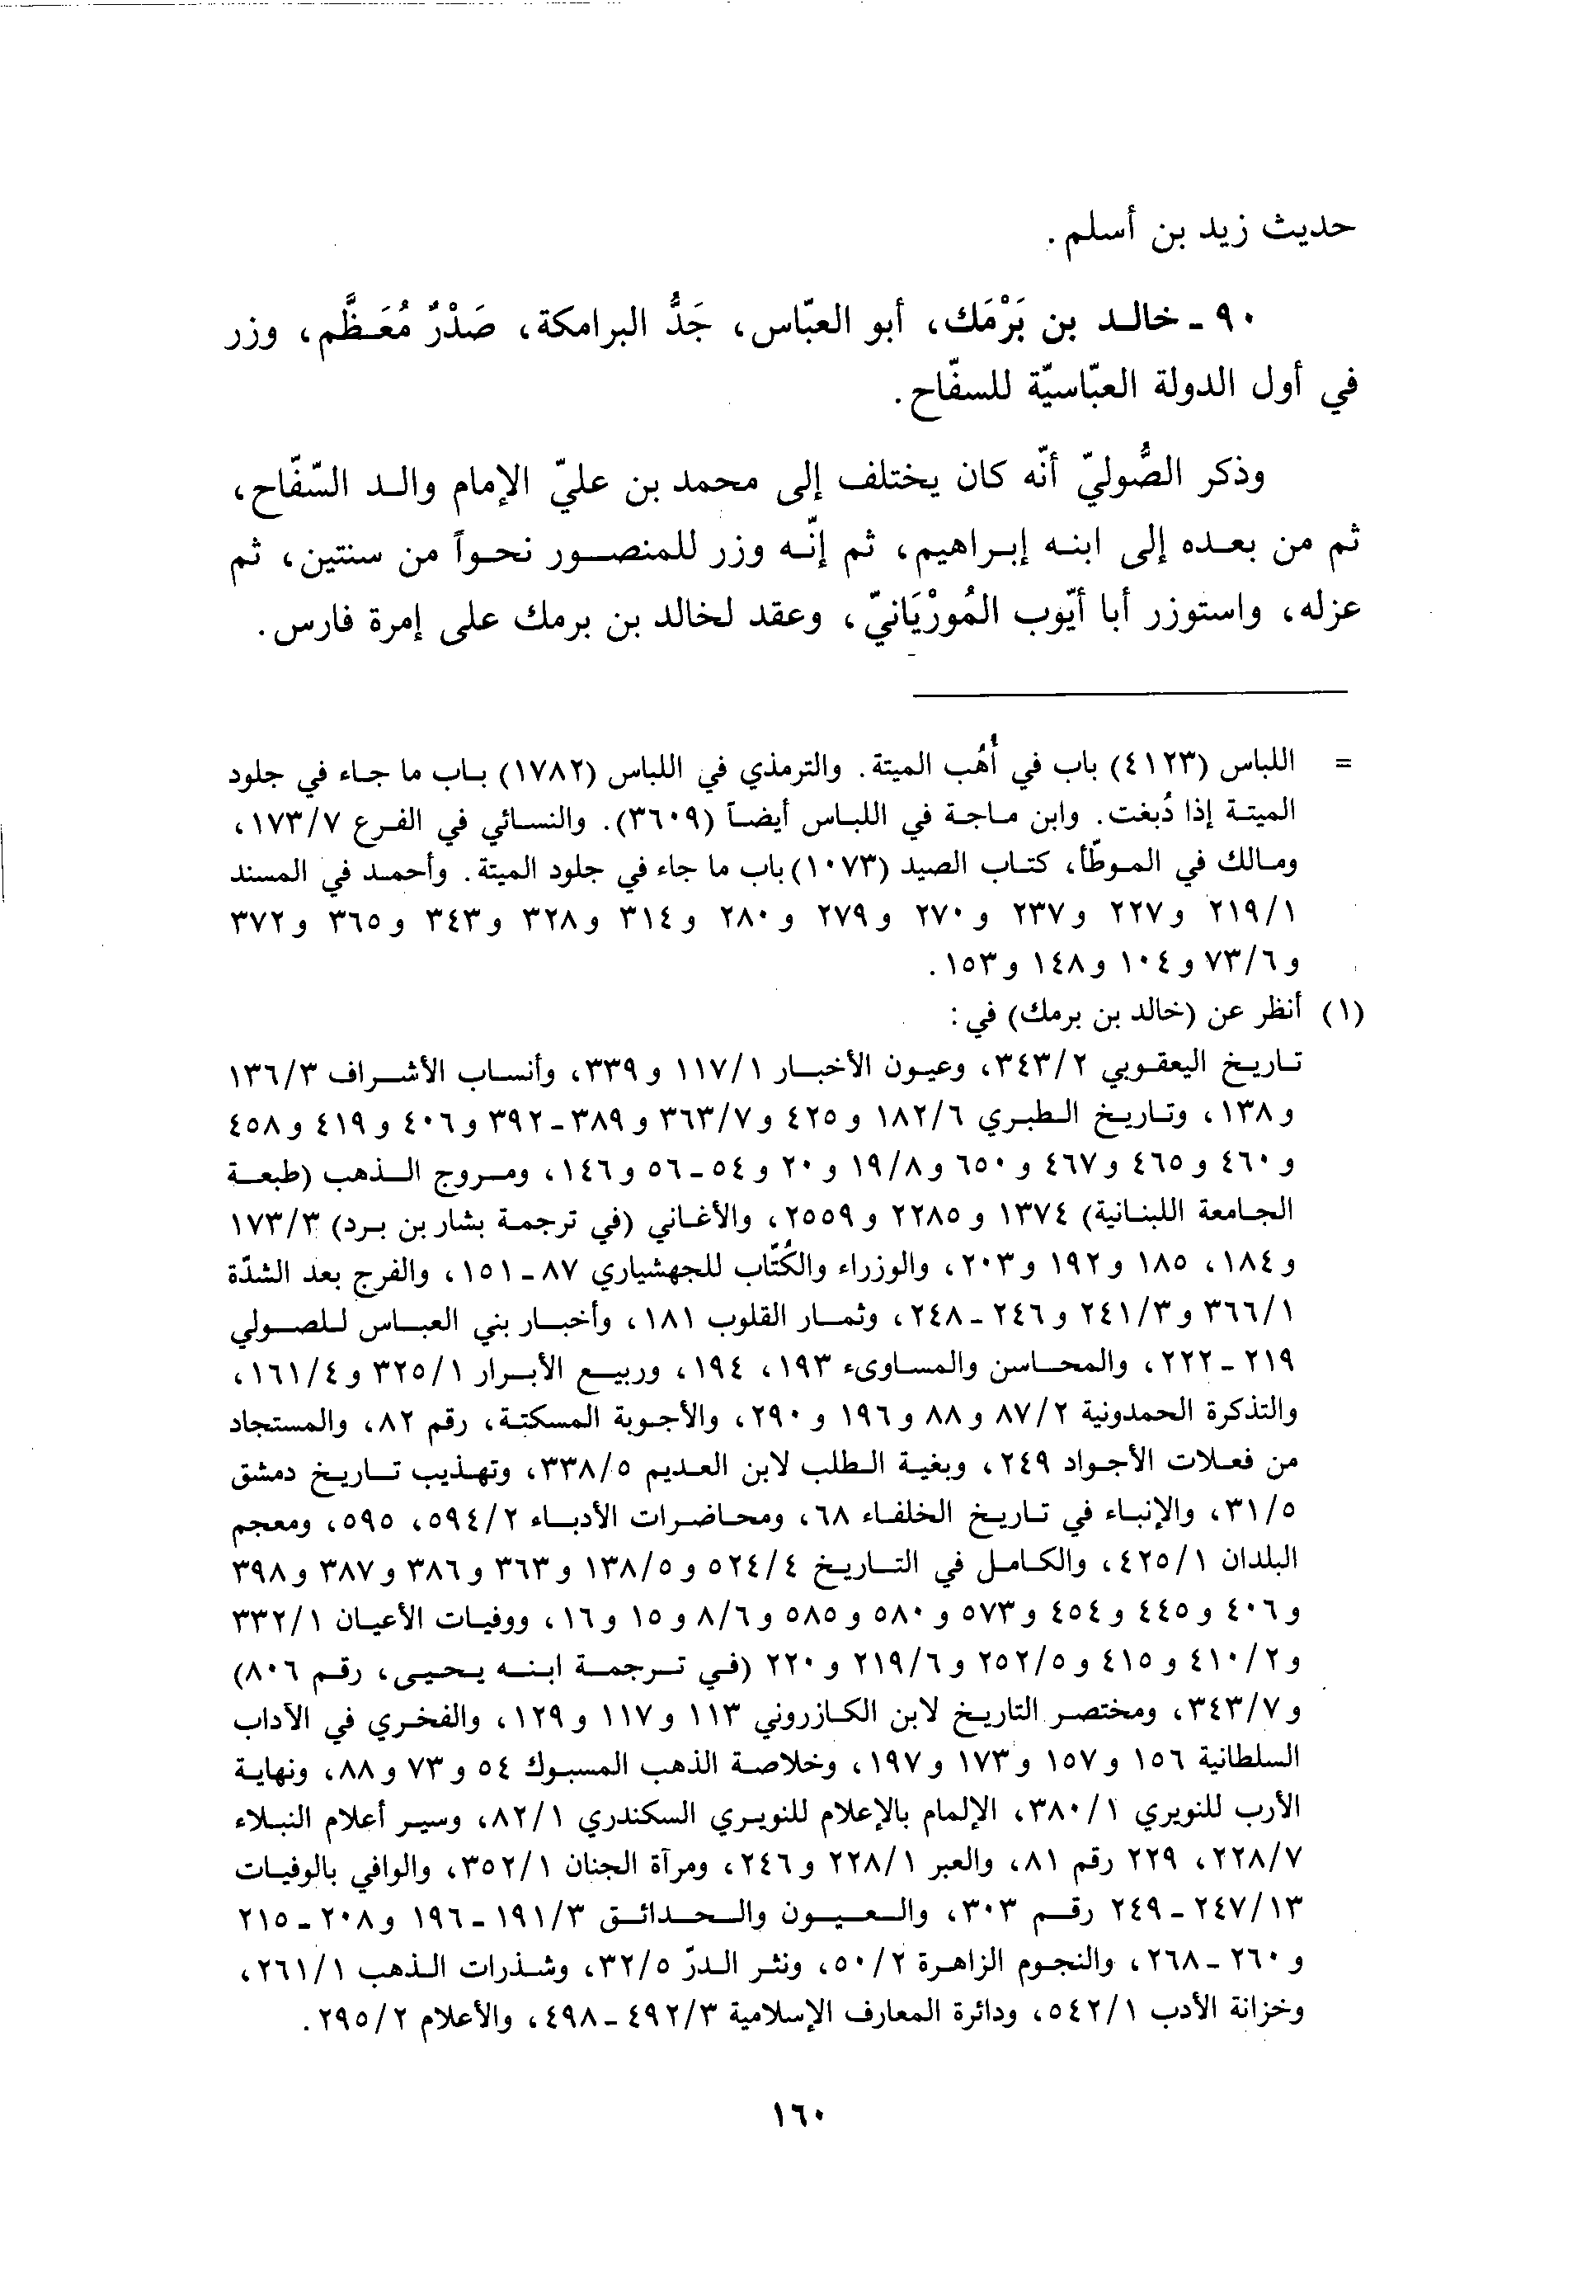 حديث زيد بن أسلم.
٩٠ - خالد بن بَرْمَك، أبو العبّاس، جَدُّ البرامكة، صَدْرٌ مُعَظَّم، وزر
في أول الدولة العبّاسيّة للسفّاح.
وذكر الصُّوليّ أنّه كان يختلف إلى محمد بن عليّ الإمام والد السّفّاح،
ثم من بعده إلى ابنه إبراهيم، ثم إنّه وزر للمنصور نحواً من سنتين، ثم
عزله، واستوزر أبا أيّوب المُورْيَانيّ، وعقد لخالد بن برمك على إمرة فارس.
= اللباس (٤١٢٣) باب في أُهُب الميتة. والترمذي في اللباس (١٧٨٢) باب ما جاء في جلود
الميتة إذا دُبغت. وابن ماجة في اللباس أيضاً (٣٦٠٩). والنسائي في الفرع ١٧٣/٧،
ومالك في الموطّأ، كتاب الصيد (١٠٧٣) باب ما جاء في جلود الميتة. وأحمد في المسند
٢١٩/١ و٢٢٧ و٢٣٧ و٢٧٠ و٢٧٩ و٢٨٠ و٣١٤ و٣٢٨ و٣٤٣ و٣٦٥ و٣٧٢
و٧٣/٦ و١٠٤ و١٤٨ و١٥٣.
(١) أنظر عن (خالد بن برمك) في:
تاريخ اليعقوبي ٣٤٣/٢، وعيون الأخبار ١١٧/١ و٣٣٩، وأنساب الأشراف ١٣٦/٣
و١٣٨، وتاريخ الطبري ١٨٢/٦ و٤٢٥ و٣٦٣/٧ و٣٨٩ - ٣٩٢ و٤٠٦ و٤١٩ و٤٥٨
و٤٦٠ و٤٦٥ و٤٦٧ و٦٥٠ و١٩/٨ و٢٠ و٥٤ - ٥٦ و١٤٦، ومروج الذهب (طبعة
الجامعة اللبنانية) ١٣٧٤ و٢٢٨٥ و٢٥٥٩، والأغاني (في ترجمة بشار بن برد) ١٧٣/٣
و١٨٤، ١٨٥ و١٩٢ و٢٠٣، والوزراء والكُتّاب للجهشياري ٨٧ - ١٥١، والفرج بعد الشدّة
٣٦٦/١ و٢٤١/٣ و٢٤٦ - ٢٤٨، وثمار القلوب ١٨١، وأخبار بني العباس للصولي
٢١٩ - ٢٢٢، والمحاسن والمساوىء ١٩٣، ١٩٤، وربيع الأبرار ٣٢٥/١ و١٦١/٤،
والتذكرة الحمدونية ٨٧/٢ و٨٨ و١٩٦ و٢٩٠، والأجوبة المسكتة، رقم ٨٢، والمستجاد
من فعلات الأجواد ٢٤٩، وبغية الطلب لابن العديم ٣٣٨/٥، وتهذيب تاريخ دمشق
٣١/٥، والإنباء في تاريخ الخلفاء ٦٨، ومحاضرات الأدباء ٥٩٤/٢، ٥٩٥، ومعجم
البلدان ٤٢٥/١، والكامل في التاريخ ٥٢٤/٤ و١٣٨/٥ و٣٦٣ و٣٨٦ و٣٨٧ و٣٩٨
و٤٠٦ و٤٤٥ و٤٥٤ و٥٧٣ و٥٨٠ و٥٨٥ و٨/٦ و١٥ و١٦، ووفيات الأعيان ٣٣٢/١
و٤١٠/٢ و٤١٥ و٢٥٢/٥ و٢١٩/٦ و٢٢٠ (في ترجمة ابنه يحيى، رقم ٨٠٦)
و٣٤٣/٧، ومختصر التاريخ لابن الكازروني ١١٣ و١١٧ و١٢٩، والفخري في الآداب
السلطانية ١٥٦ و١٥٧ و١٧٣ و١٩٧، وخلاصة الذهب المسبوك ٥٤ و٧٣ و٨٨، ونهاية
الأرب للنويري ٣٨٠/١، الإلمام بالإعلام للنويري السكندري ٨٢/١، وسير أعلام النبلاء
٢٢٨/٧، ٢٢٩ رقم ٨١، والعبر ٢٢٨/١ و٢٤٦، ومرآة الجنان ٣٥٢/١، والوافي بالوفيات
٢٤٧/١٣ - ٢٤٩ رقم ٣٠٣، والعيون والحدائق ١٩١/٣ - ١٩٦ و٢٠٨ - ٢١٥
و٢٦٠ - ٢٦٨، والنجوم الزاهرة ٥٠/٢، ونثر الدرّ ٣٢/٥، وشذرات الذهب ٢٦١/١،
وخزانة الأدب ٥٤٢/١، ودائرة المعارف الإسلامية ٤٩٢/٣ - ٤٩٨، والأعلام ٢٩٥/٢.
١٦٠